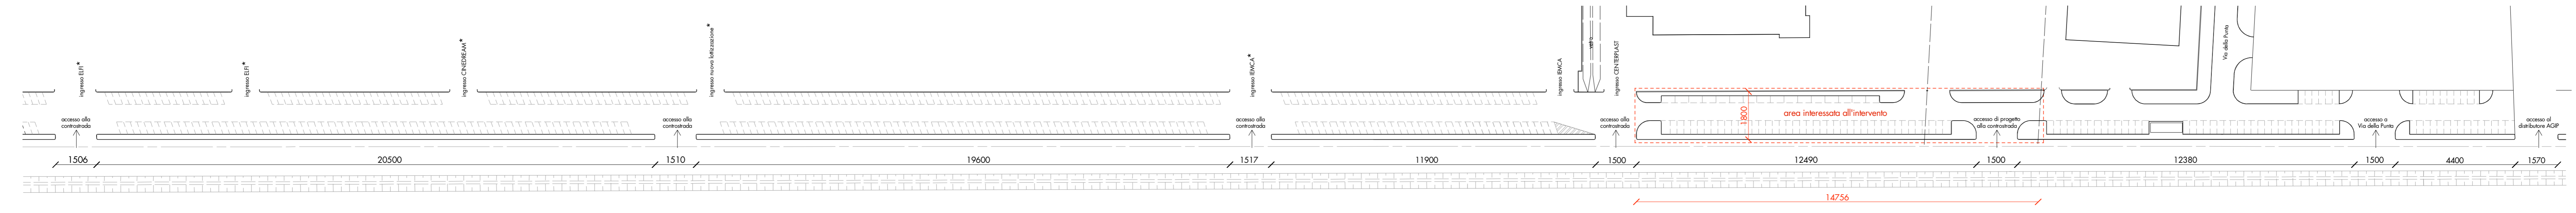 ingresso ELFI*
ingresso ELFI*
ingresso CINEDREAM*
ingresso nuova lottizzazione*
ingresso IEMCA*
ingresso IEMCA
ingresso CENTERPLAST
Via della Punta
accesso alla
controstrada
accesso alla
controstrada
accesso alla
controstrada
accesso alla
controstrada
1800
area interessata all'intervento
accesso di progetto
alla controstrada
accesso a
Via della Punta
accesso al
distributore AGIP
1506
20500
1510
19600
1517
11900
1500
12490
1500
12380
1500
4400
1570
14756